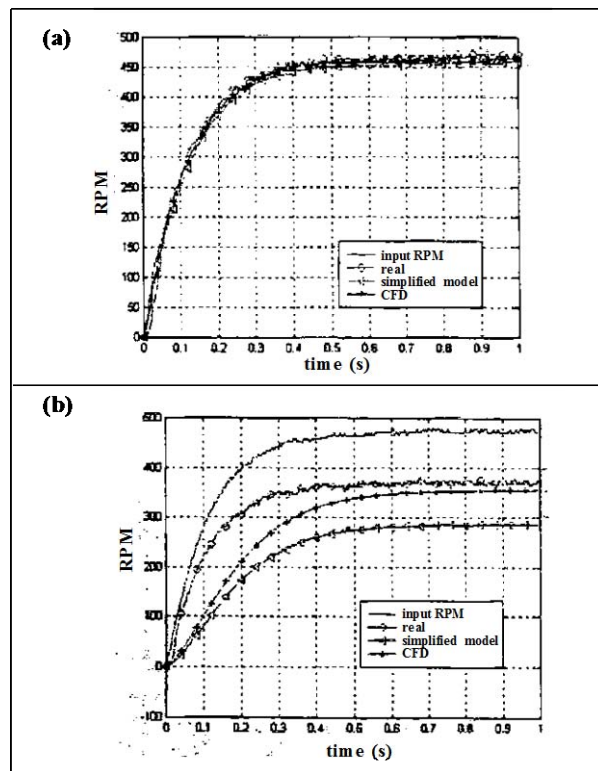 (a)
500
450
400
350
300
250
200
150
100
50
0
RPM
input RPM
real
simplified model
CFD
0 0.1 0.2 0.3 0.4 0.5 0.6 0.7 0.8 0.9 1
time (s)
(b)
400
300
200
100
RPM
input RPM
real
simplified model
CFD
0 0.1 0.2 0.3 0.4 0.5 0.6 0.7 0.8 0.9 1
time (s)